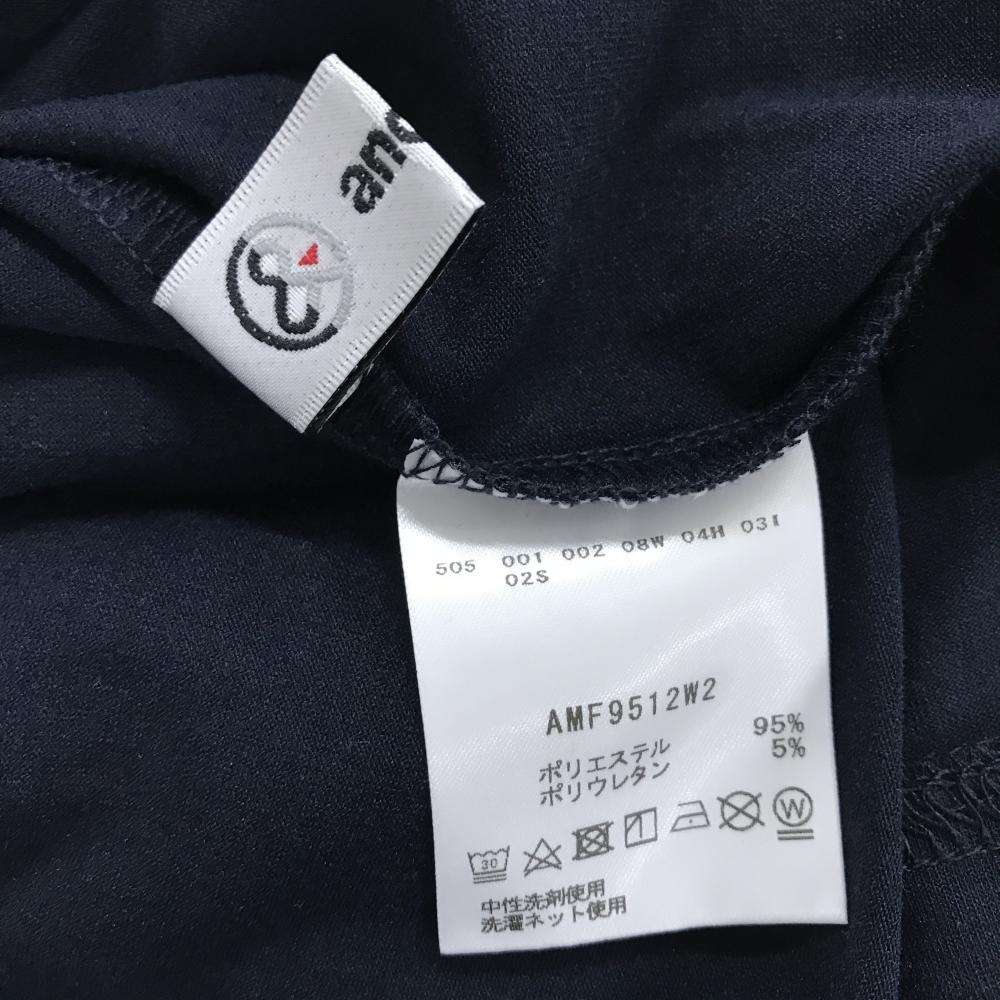 505 001 002 08W 04H 03I
02S
AMF9512W2
ポリエステル 95%
ポリウレタン 5%
30
W
中性洗剤使用
洗濯ネット使用